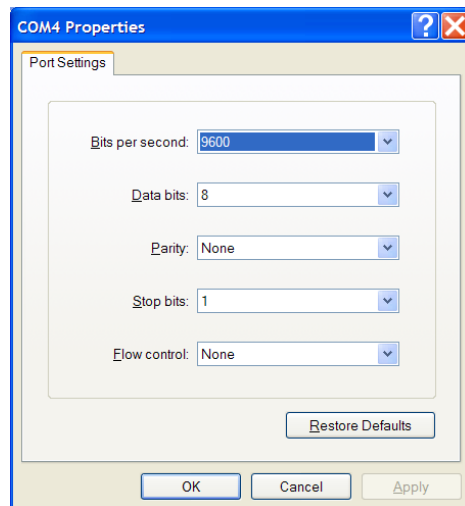 COM4 Properties
Port Settings
Bits per second: 9600
Data bits: 8
Parity: None
Stop bits: 1
Flow control: None
Restore Defaults
OK Cancel Apply